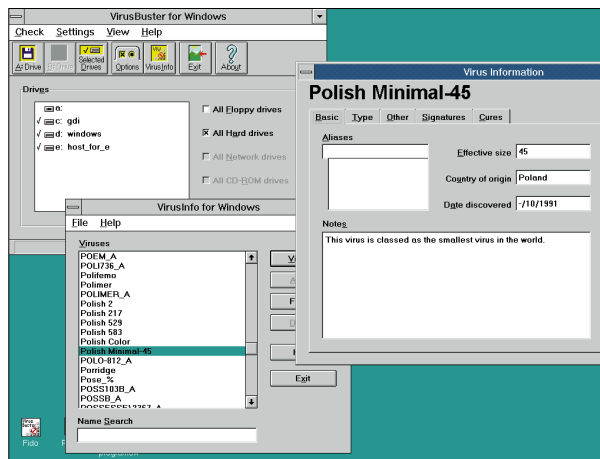 VirusBuster for Windows
Check Settings View Help
A: Drive
B: Drive
Selected Drives
Options
VirusInfo
Exit
About
Drives
a:
√ c: gdi
√ d: windows
√ e: host_for_e
All Floppy drives
All Hard drives
All Network drives
All CD-ROM drives
Virus Information
Polish Minimal-45
Basic Type Other Signatures Cures
Aliases
Effective size 45
Country of origin Poland
Date discovered -/10/1991
Notes
This virus is classed as the smallest virus in the world.
VirusInfo for Windows
File Help
Viruses
POEM_A
POLI736_A
Polifemo
Polimer
POLIMER_A
Polish 2
Polish 217
Polish 529
Polish 583
Polish Color
Polish Minimal-45
POLO-812_A
Porridge
Pose_%
POSS103B_A
POSSB_A
POSSESSE12367_A
Exit
Name Search
Fido